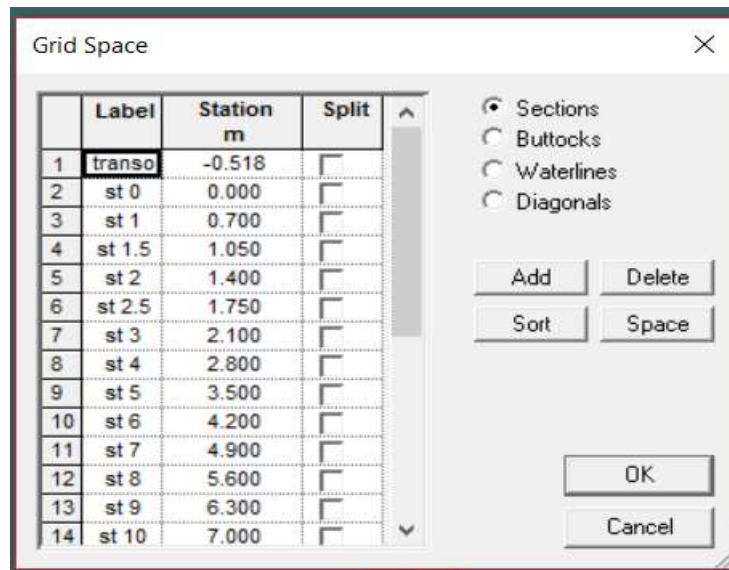 Grid Space
Label Station m Split
1 transo -0.518
2 st 0 0.000
3 st 1 0.700
4 st 1.5 1.050
5 st 2 1.400
6 st 2.5 1.750
7 st 3 2.100
8 st 4 2.800
9 st 5 3.500
10 st 6 4.200
11 st 7 4.900
12 st 8 5.600
13 st 9 6.300
14 st 10 7.000
Sections
Buttocks
Waterlines
Diagonals
Add Delete
Sort Space
OK
Cancel